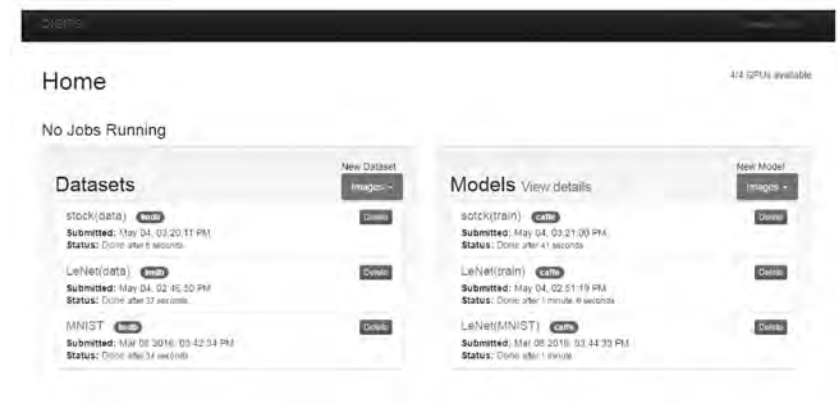 DIGITS
Home
4/4 GPUs available
No Jobs Running
Datasets
New Dataset
Images
stock(data) lmdb
Delete
Submitted: May 04, 03:20:11 PM
Status: Done after 6 seconds
LeNet(data) lmdb
Delete
Submitted: May 04, 02:46:50 PM
Status: Done after 37 seconds
MNIST lmdb
Delete
Submitted: Mar 08 2016, 03:42:34 PM
Status: Done after 34 seconds
Models View details
New Model
Images
sotck(train) caffe
Delete
Submitted: May 04, 03:21:00 PM
Status: Done after 41 seconds
LeNet(train) caffe
Delete
Submitted: May 04, 02:51:19 PM
Status: Done after 1 minute, 6 seconds
LeNet(MNIST) caffe
Delete
Submitted: Mar 08 2016, 03:44:33 PM
Status: Done after 1 minute